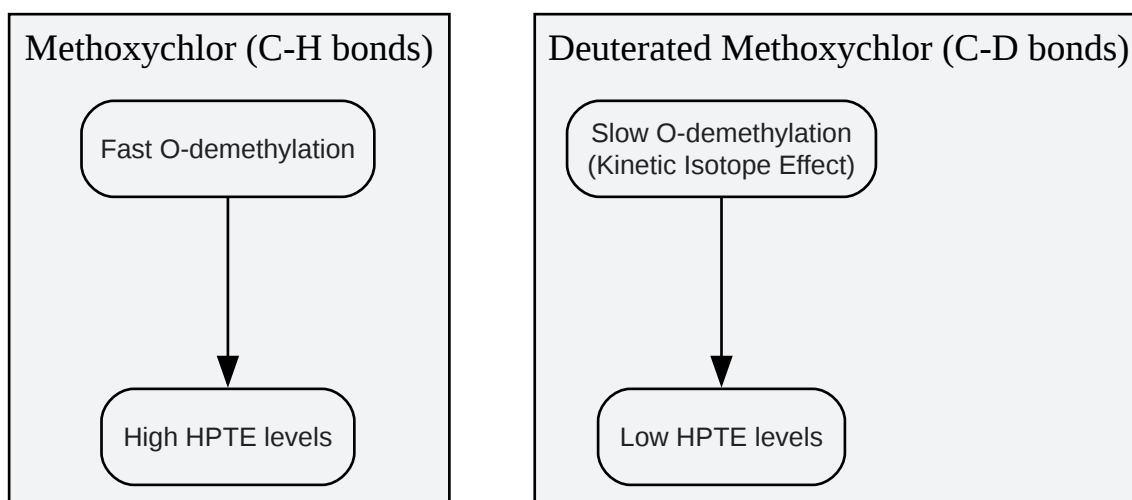 Methoxychlor (C-H bonds)
Fast O-demethylation
High HPTE levels
Deuterated Methoxychlor (C-D bonds)
Slow O-demethylation
(Kinetic Isotope Effect)
Low HPTE levels